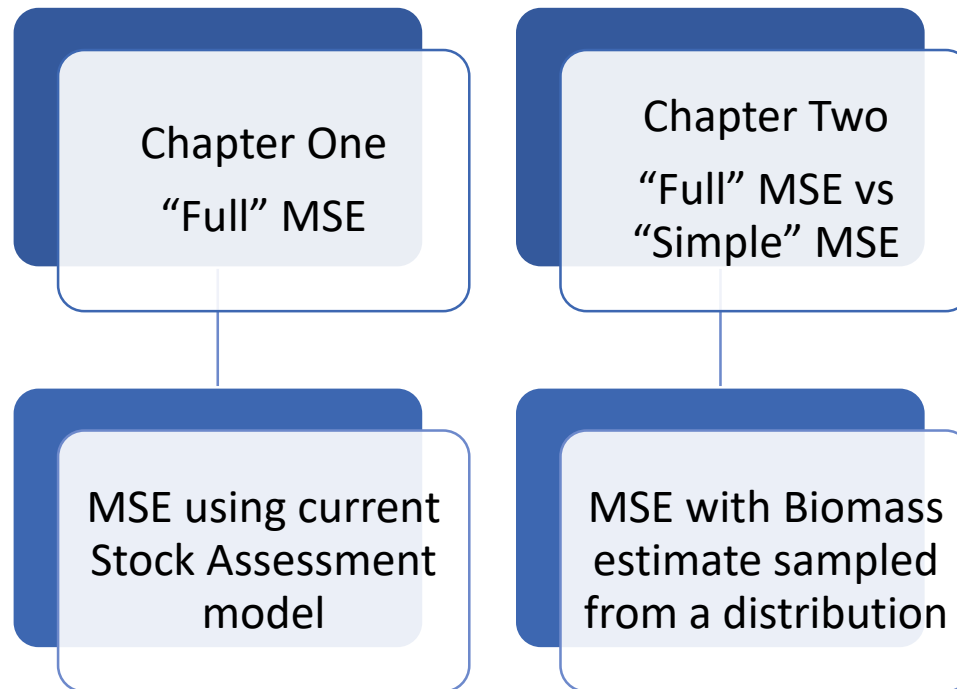 Chapter One
“Full” MSE
Chapter Two
“Full” MSE vs
“Simple” MSE
MSE using current
Stock Assessment
model
MSE with Biomass
estimate sampled
from a distribution